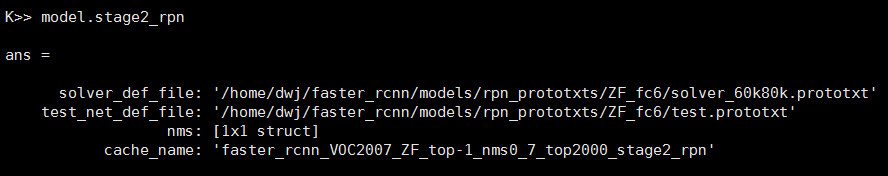 K>> model.stage2_rpn
ans =
solver_def_file: '/home/dwj/faster_rcnn/models/rpn_prototxts/ZF_fc6/solver_60k80k.prototxt'
test_net_def_file: '/home/dwj/faster_rcnn/models/rpn_prototxts/ZF_fc6/test.prototxt'
nms: [1x1 struct]
cache_name: 'faster_rcnn_VOC2007_ZF_top-1_nms0_7_top2000_stage2_rpn'